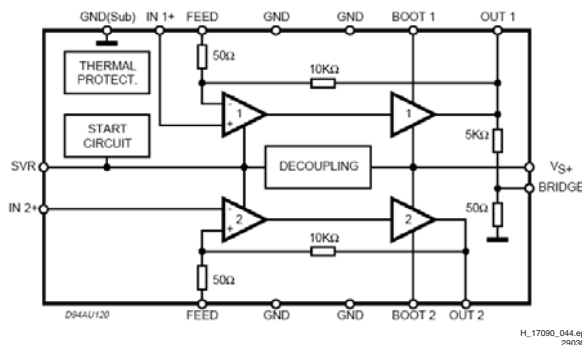 GND(Sub) IN 1+ FEED GND GND BOOT 1 OUT 1
50Ω
THERMAL
PROTECT.
10KΩ
- 1
+
1
START
CIRCUIT
5KΩ
SVR
DECOUPLING
VS+
BRIDGE
IN 2+
- 2
+
2
50Ω
10KΩ
50Ω
D94AU120
FEED GND GND BOOT 2 OUT 2
H_17090_044.ep
29030